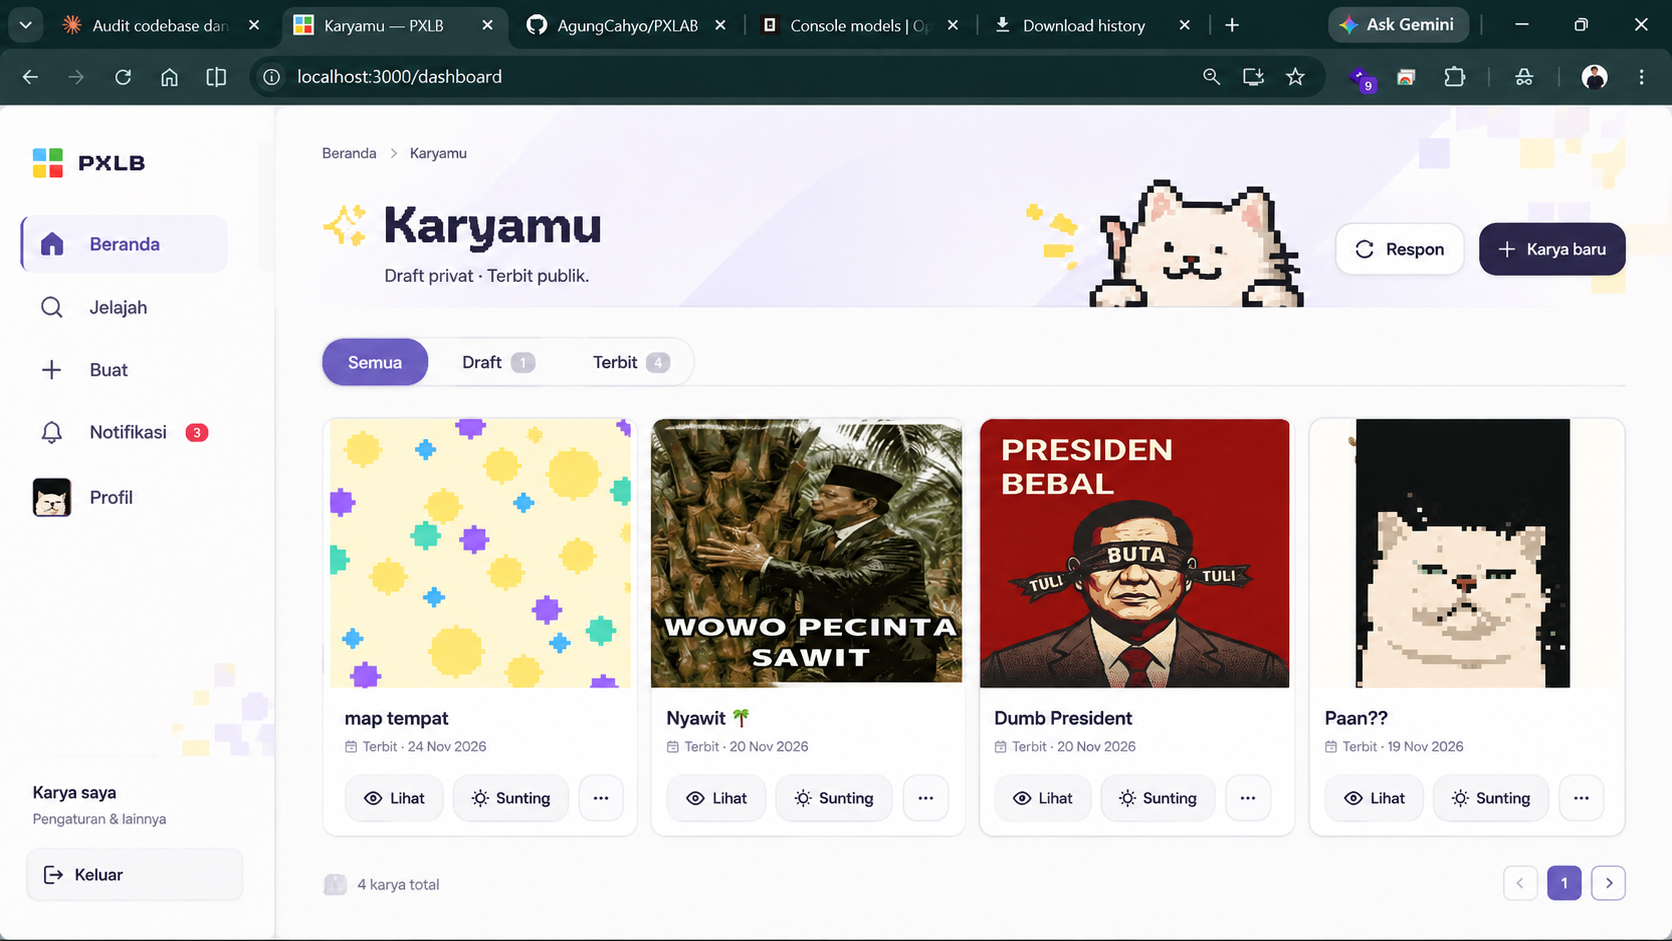 Audit codebase dan
Karyamu — PXLB
AgungCahyo/PXLAB
Console models | Op
Download history
Ask Gemini
localhost:3000/dashboard
9
PXLB
Beranda
Jelajah
Buat
Notifikasi 3
Profil
Karya saya
Pengaturan & lainnya
Keluar
Beranda > Karyamu
Karyamu
Draft privat · Terbit publik.
Respon
+ Karya baru
Semua
Draft 1
Terbit 4
WOWO PECINTA
SAWIT
PRESIDEN
BEBAL
BUTA
TULI
TULI
map tempat
Terbit · 24 Nov 2026
Lihat
Sunting
...
Nyawit 🌴
Terbit · 20 Nov 2026
Lihat
Sunting
...
Dumb President
Terbit · 20 Nov 2026
Lihat
Sunting
...
Paan??
Terbit · 19 Nov 2026
Lihat
Sunting
...
4 karya total
1